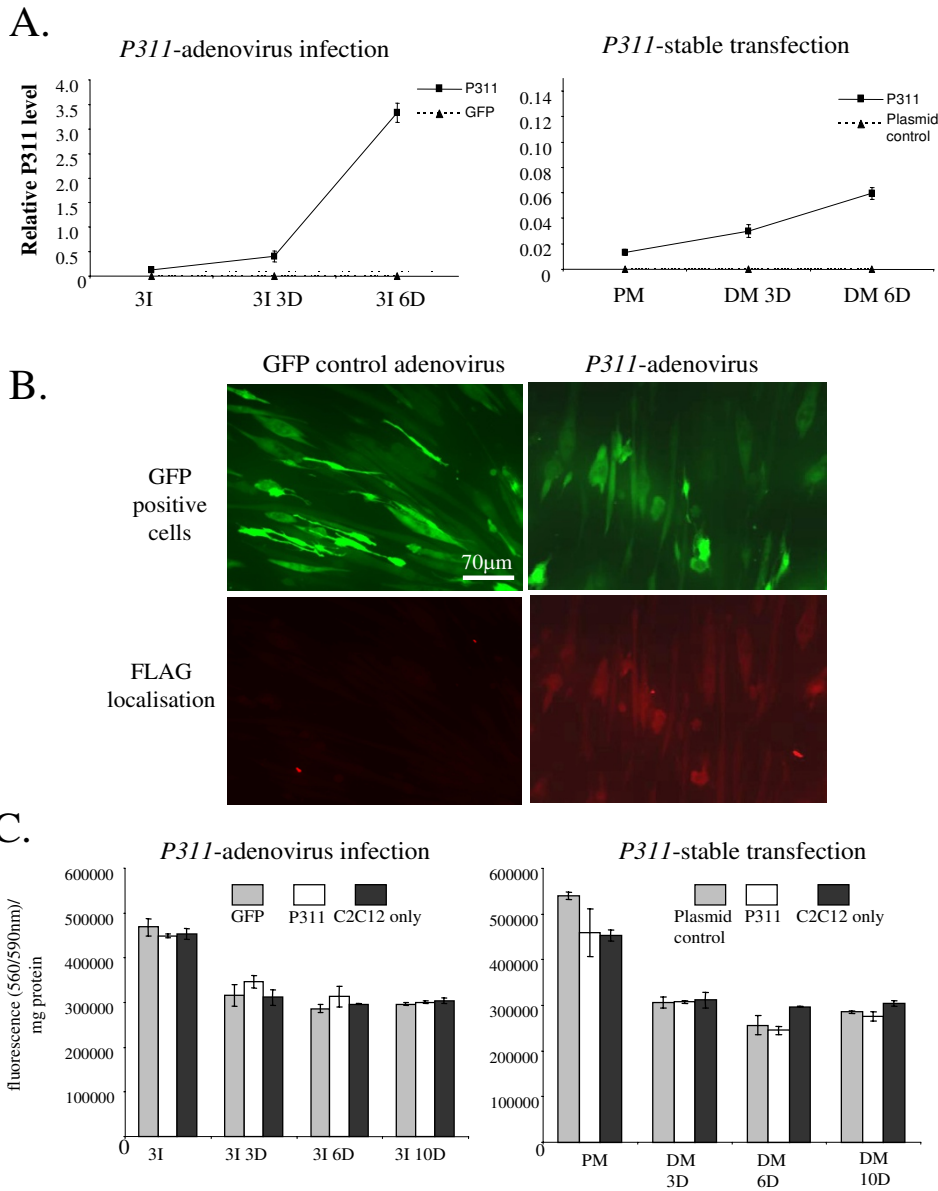 A.
P311-adenovirus infection
P311-stable transfection
Relative P311 level
4.0
3.5
3.0
2.5
2.0
1.5
1.0
0.5
0
P311
GFP
3I
3I 3D
3I 6D
0.14
0.12
0.10
0.08
0.06
0.04
0.02
0
P311
Plasmid
control
PM
DM 3D
DM 6D
B.
GFP control adenovirus
P311-adenovirus
GFP
positive
cells
70μm
FLAG
localisation
C.
P311-adenovirus infection
P311-stable transfection
fluorescence (560/590nm)/
mg protein
600000
500000
400000
300000
200000
100000
0
GFP
P311
C2C12 only
3I
3I 3D
3I 6D
3I 10D
600000
500000
400000
300000
200000
100000
0
Plasmid
control
P311
C2C12 only
PM
DM
3D
DM
6D
DM
10D